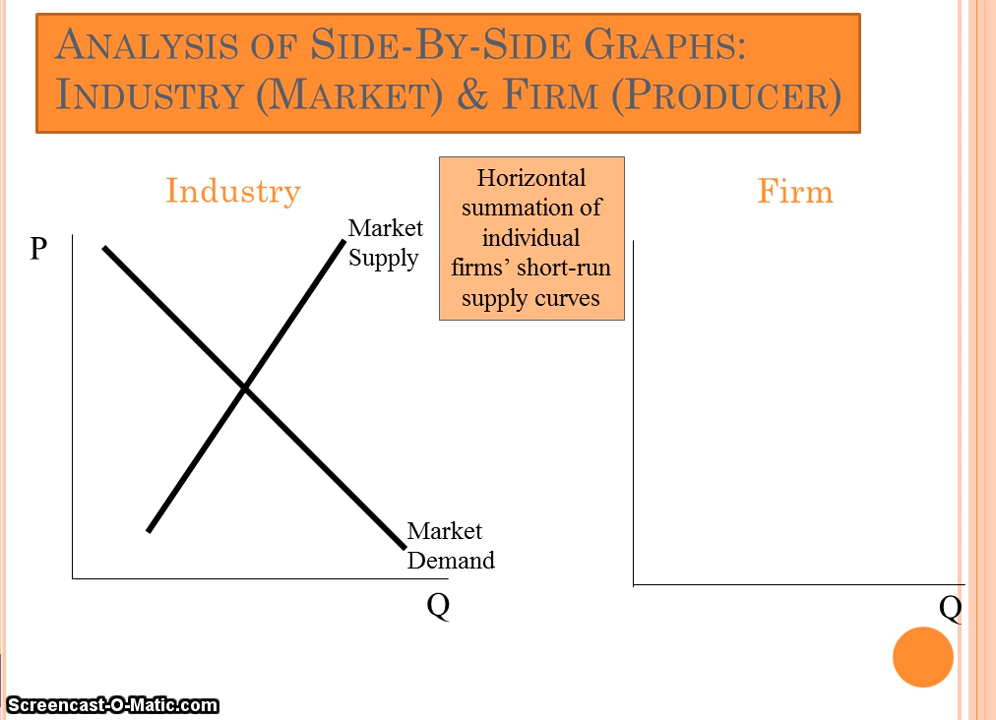 ANALYSIS OF SIDE-BY-SIDE GRAPHS:
INDUSTRY (MARKET) & FIRM (PRODUCER)
Industry
Horizontal
summation of
individual
firms’ short-run
supply curves
Firm
P
Market
Supply
Market
Demand
Q
Q
Screencast-O-Matic.com